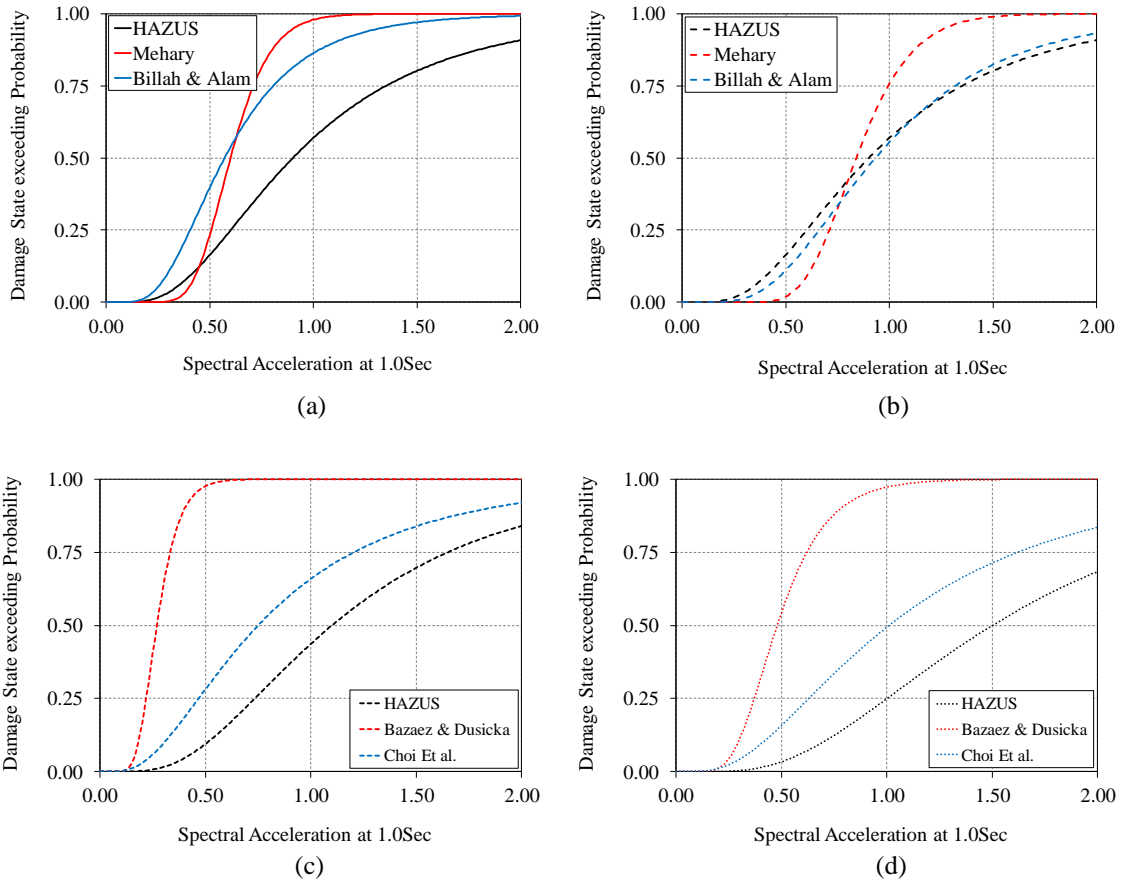 Damage State exceeding Probability
1.00
0.75
0.50
0.25
0.00
HAZUS
Mehary
Billah & Alam
0.00
0.50
1.00
1.50
2.00
Spectral Acceleration at 1.0Sec
(a)
Damage State exceeding Probability
1.00
0.75
0.50
0.25
0.00
HAZUS
Mehary
Billah & Alam
0.00
0.50
1.00
1.50
2.00
Spectral Acceleration at 1.0Sec
(b)
Damage State exceeding Probability
1.00
0.75
0.50
0.25
0.00
HAZUS
Bazaez & Dusicka
Choi Et al.
0.00
0.50
1.00
1.50
2.00
Spectral Acceleration at 1.0Sec
(c)
Damage State exceeding Probability
1.00
0.75
0.50
0.25
0.00
HAZUS
Bazaez & Dusicka
Choi Et al.
0.00
0.50
1.00
1.50
2.00
Spectral Acceleration at 1.0Sec
(d)